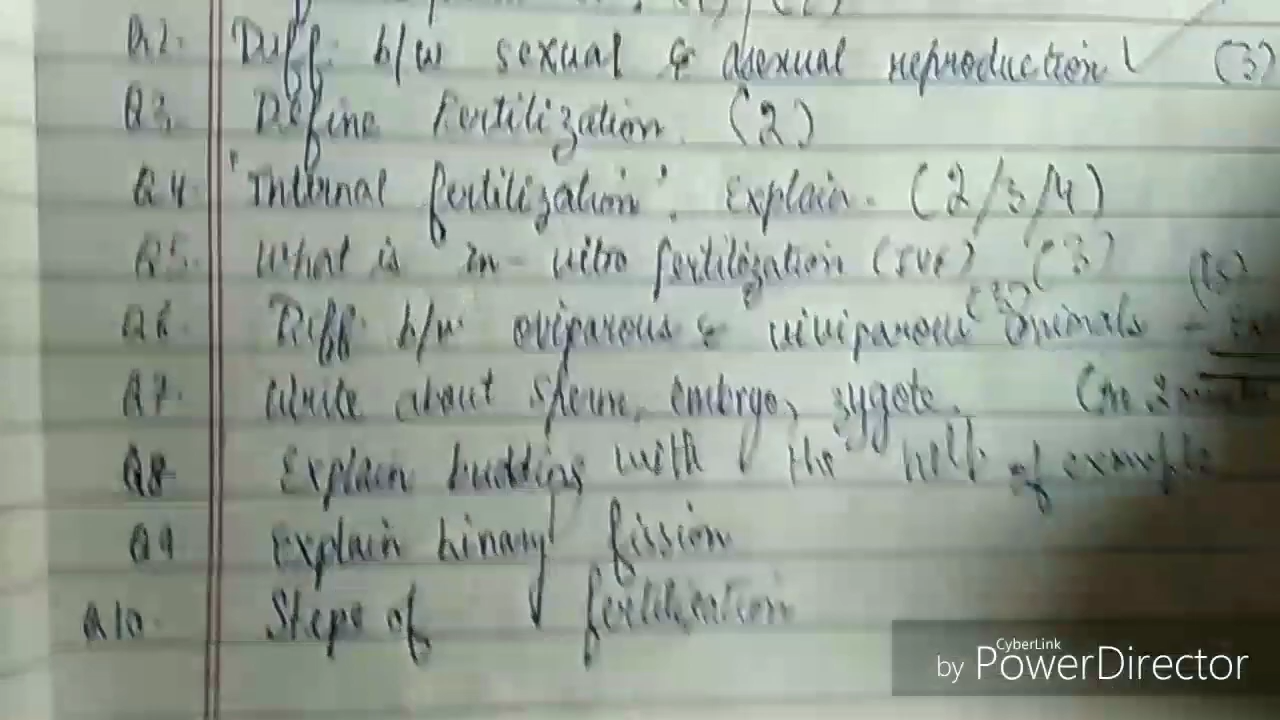 Q2. Diff. b/w sexual & asexual reproduction (3)
Q3. Define Fertilization. (2)
Q4. 'Internal fertilization'. Explain. (2/3/4)
Q5. What is in-vitro fertilization (IVF) (3)
Q6. Diff. b/w oviparous & viviparous animals -
Q7. Write about sperm, embryo, zygote.
Q8 Explain budding with the help of example
Q9 Explain binary fission
Q10. Steps of fertilization
CyberLink
by PowerDirector